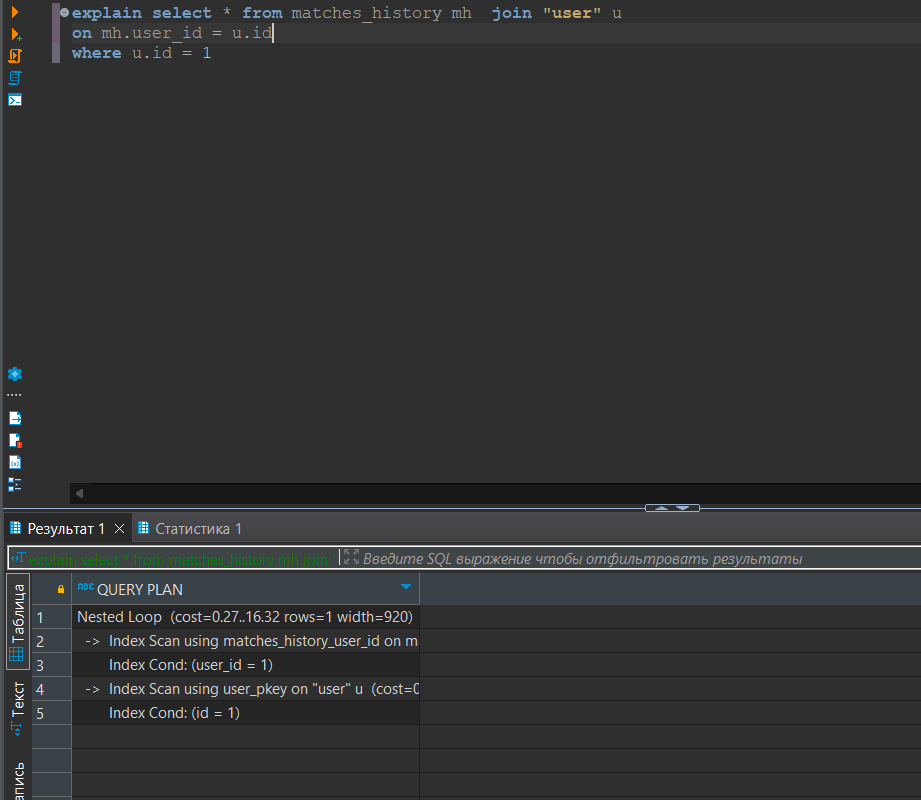 explain select * from matches_history mh  join "user" u
on mh.user_id = u.id
where u.id = 1
Результат 1
Статистика 1
explain select * from matches_history mh join "
Введите SQL выражение чтобы отфильтровать результаты
Таблица
Текст
ABC QUERY PLAN
1 Nested Loop  (cost=0.27..16.32 rows=1 width=920)
2 -> Index Scan using matches_history_user_id on m
3 Index Cond: (user_id = 1)
4 -> Index Scan using user_pkey on "user" u  (cost=0
5 Index Cond: (id = 1)
апись